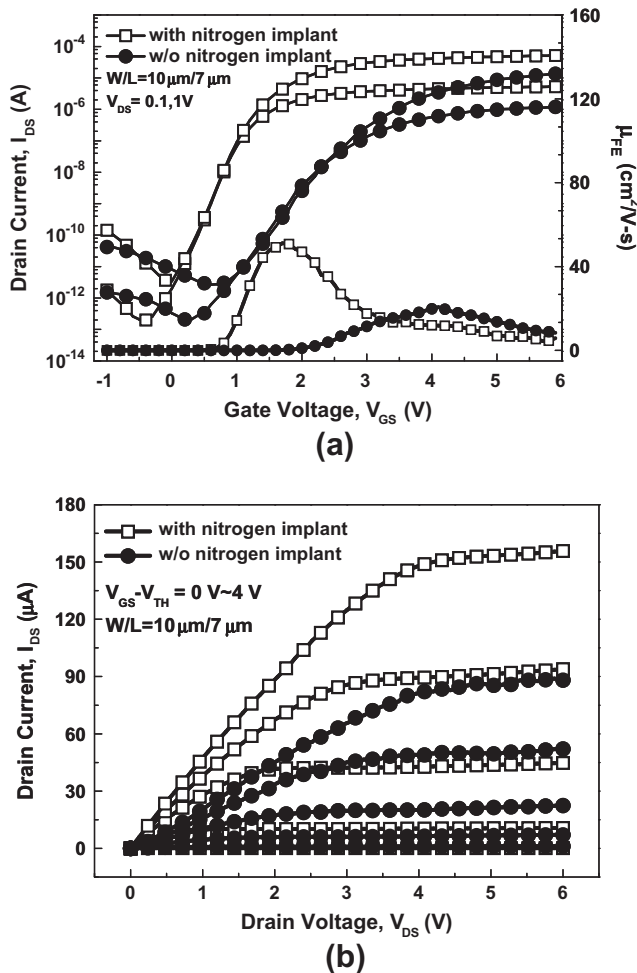 with nitrogen implant
w/o nitrogen implant
W/L=10μm/7 μm
V_DS= 0.1,1V
Drain Current, I_DS (A)
10^-4
10^-6
10^-8
10^-10
10^-12
10^-14
160
120
80
40
0
μ_FE (cm²/V-s)
-1 0 1 2 3 4 5 6
Gate Voltage, V_GS (V)
(a)
with nitrogen implant
w/o nitrogen implant
V_GS-V_TH = 0 V~4 V
W/L=10μm/7 μm
Drain Current, I_DS (μA)
180
150
120
90
60
30
0
0 1 2 3 4 5 6
Drain Voltage, V_DS (V)
(b)